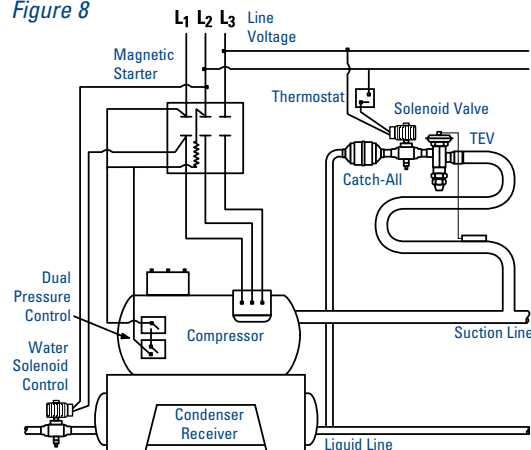 Figure 8
L1 L2 L3 Line
Voltage
Magnetic
Starter
Thermostat
Solenoid Valve
TEV
Catch-All
Dual
Pressure
Control
Compressor
Suction Line
Water
Solenoid
Control
Condenser
Receiver
Liquid Line